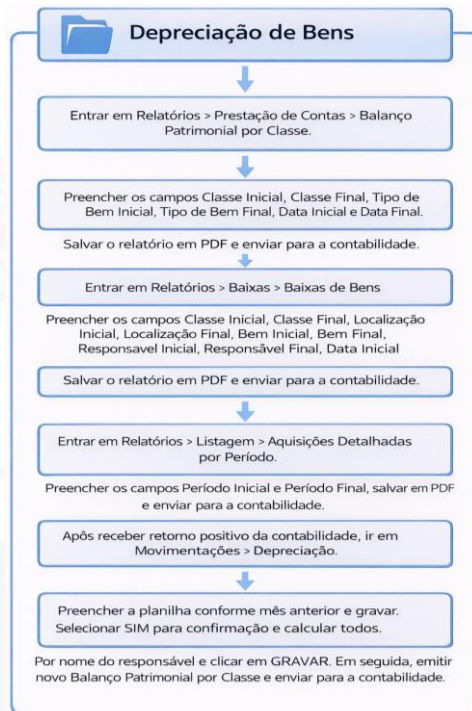 Depreciação de Bens
Entrar em Relatórios > Prestação de Contas > Balanço
Patrimonial por Classe.
Preencher os campos Classe Inicial, Classe Final, Tipo de
Bem Inicial, Tipo de Bem Final, Data Inicial e Data Final.
Salvar o relatório em PDF e enviar para a contabilidade.
Entrar em Relatórios > Baixas > Baixas de Bens
Preencher os campos Classe Inicial, Classe Final, Localização
Inicial, Localização Final, Bem Inicial, Bem Final,
Responsavel Inicial, Responsável Final, Data Inicial
Salvar o relatório em PDF e enviar para a contabilidade.
Entrar em Relatórios > Listagem > Aquisições Detalhadas
por Período.
Preencher os campos Período Inicial e Período Final, salvar em PDF
e enviar para a contabilidade.
Apôs receber retorno positivo da contabilidade, ir em
Movimentações > Depreciação.
Preencher a planilha conforme mês anterior e gravar.
Selecionar SIM para confirmação e calcular todos.
Por nome do responsável e clicar em GRAVAR. Em seguida, emitir
novo Balanço Patrimonial por Classe e enviar para a contabilidade.